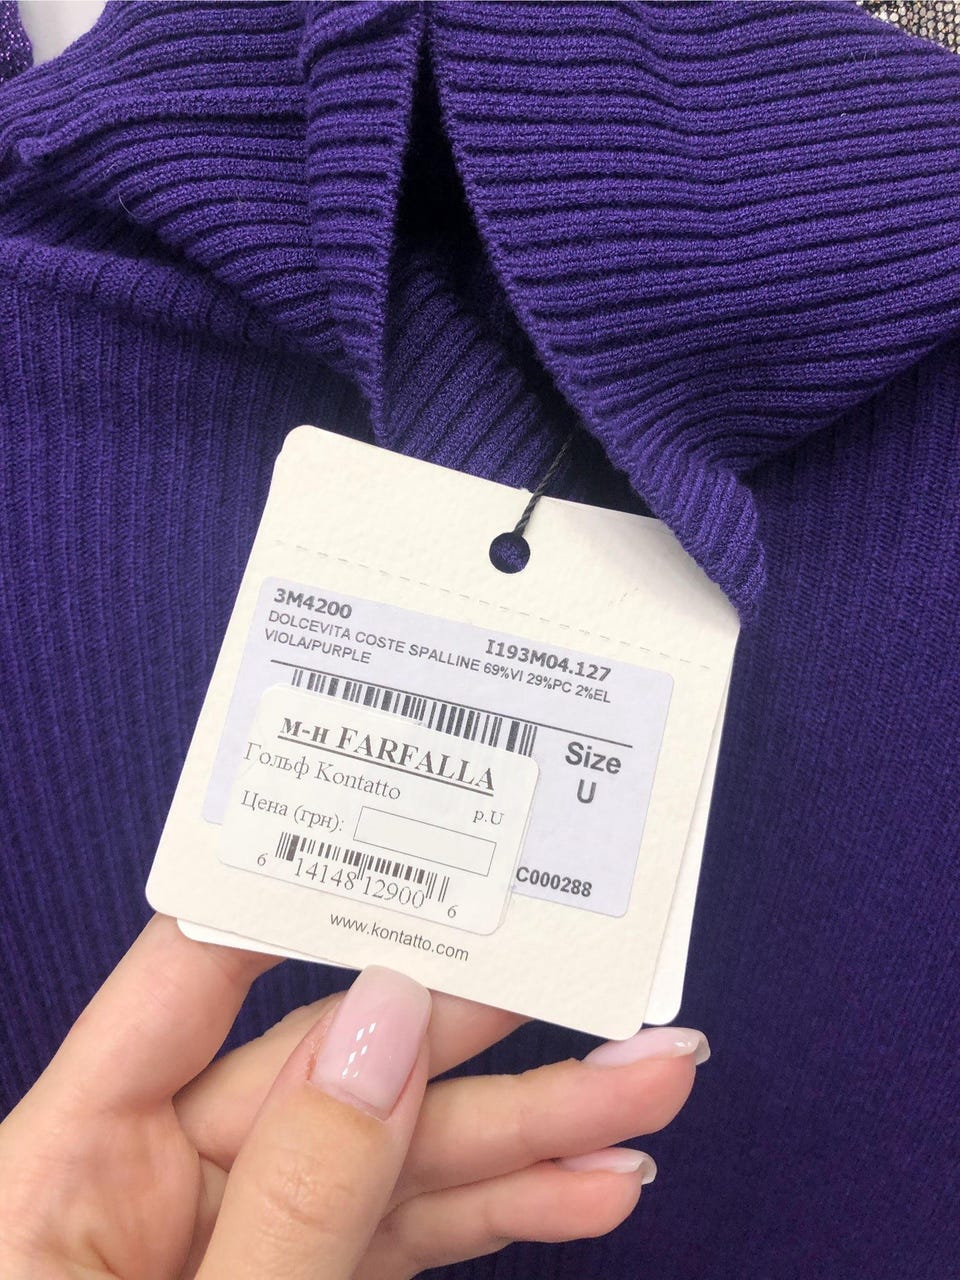 3M4200
I193M04.127
DOLCEVITA COSTE SPALLINE 69%VI 29%PC 2%EL
VIOLA/PURPLE
Size
U
м-н FARFALLA
Гольф Kontatto
р.U
Цена (грн):
6 14148 12900 6
C000288
www.kontatto.com